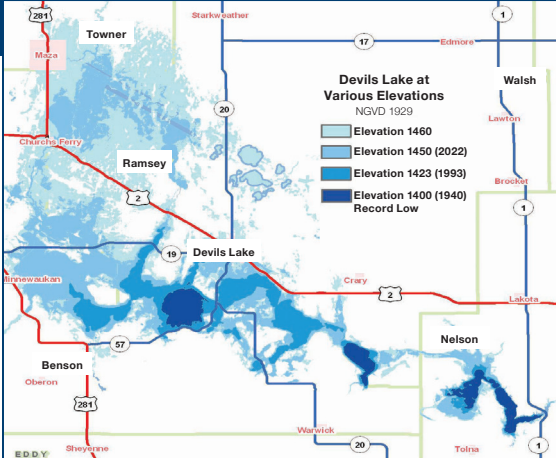 281
Starkweather
1
Towner
17
Edmore
Maza
Devils Lake at
Various Elevations
NGVD 1929
Walsh
Elevation 1460
20
Lawton
Elevation 1450 (2022)
Churchs Ferry
Ramsey
Elevation 1423 (1993)
Brocket
2
Elevation 1400 (1940)
Record Low
1
19
Devils Lake
Minnewaukan
Crary
2
Lakota
57
Nelson
Benson
Oberon
281
Warwick
20
1
Sheyenne
Tolna
EDDY